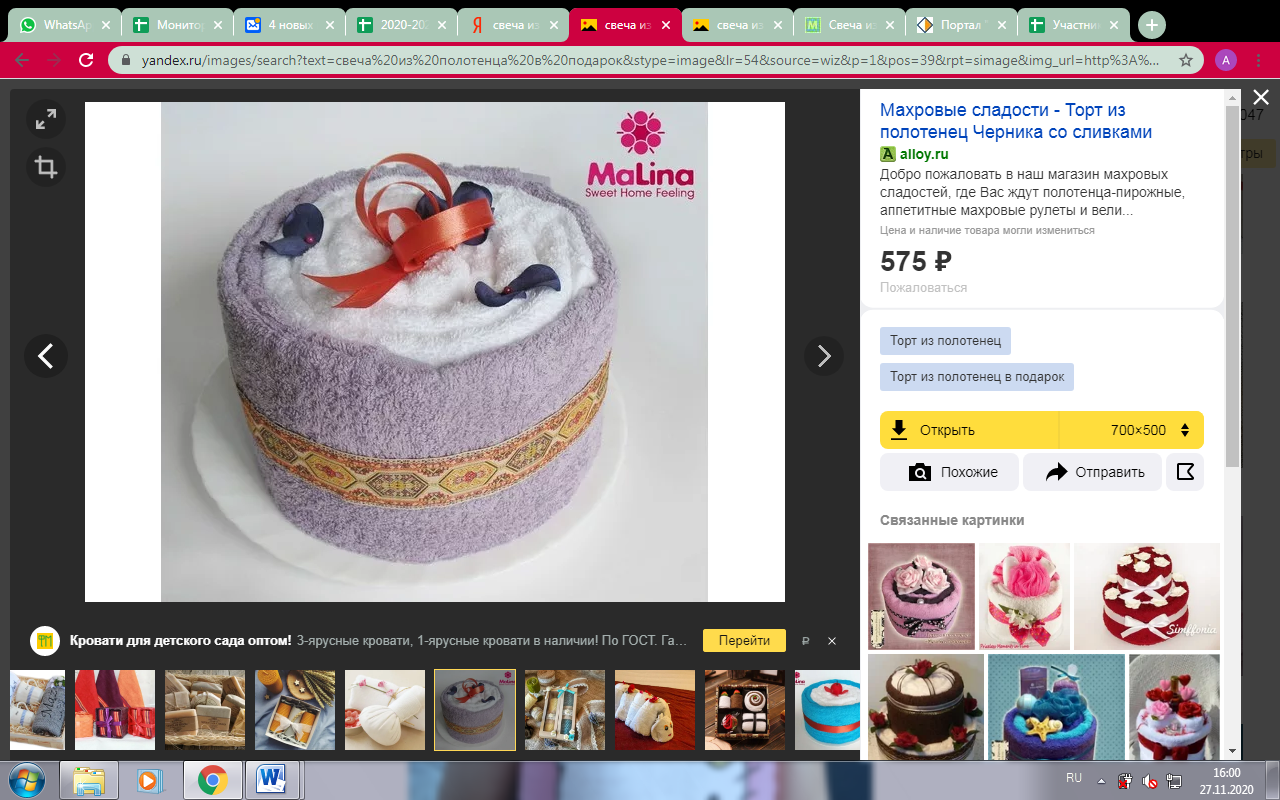 WhatsAp
Монитор
4 новых
2020-202
свеча из
свеча из
свеча из
Свеча из
Портал
Участник
yandex.ru/images/search?text=свеча%20из%20полотенца%20в%20подарок&stype=image&lr=54&source=wiz&p=1&pos=39&rpt=simage&img_url=http%3A%...
A
MaLina
Sweet Home Feeling
Махровые сладости - Торт из
полотенец Черника со сливками
alloy.ru
Добро пожаловать в наш магазин махровых
сладостей, где Вас ждут полотенца-пирожные,
аппетитные махровые рулеты и вели...
Цена и наличие товара могли измениться
575 ₽
Пожаловаться
Торт из полотенец
Торт из полотенец в подарок
Открыть 700×500
Похожие Отправить
Связанные картинки
Simffonia
Кровати для детского сада оптом! 3-ярусные кровати, 1-ярусные кровати в наличии! По ГОСТ. Га...
Перейти
MaLina
RU
16:00
27.11.2020